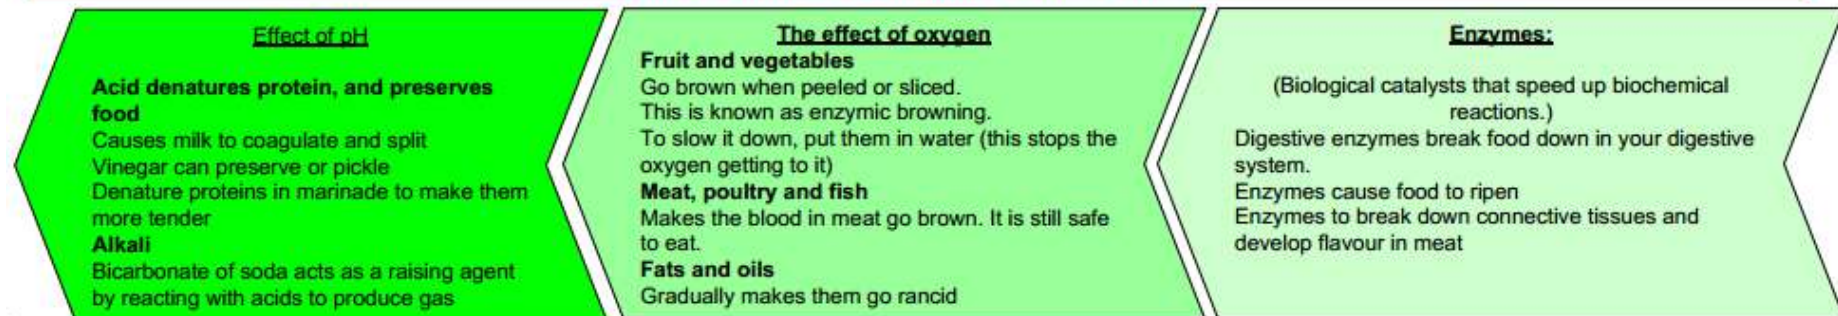 Effect of pH
Acid denatures protein, and preserves
food
Causes milk to coagulate and split
Vinegar can preserve or pickle
Denature proteins in marinade to make them
more tender
Alkali
Bicarbonate of soda acts as a raising agent
by reacting with acids to produce gas
The effect of oxygen
Fruit and vegetables
Go brown when peeled or sliced.
This is known as enzymic browning.
To slow it down, put them in water (this stops the
oxygen getting to it)
Meat, poultry and fish
Makes the blood in meat go brown. It is still safe
to eat.
Fats and oils
Gradually makes them go rancid
Enzymes:
(Biological catalysts that speed up biochemical
reactions.)
Digestive enzymes break food down in your digestive
system.
Enzymes cause food to ripen
Enzymes to break down connective tissues and
develop flavour in meat